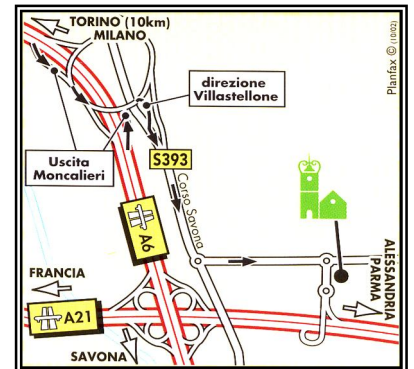 TORINO (10km)
MILANO
direzione
Villastellone
Uscita
Moncalieri
S393
Corso Savona
A6
FRANCIA
A21
SAVONA
ALESSANDRIA
PARMA
Planfax © (10/02)